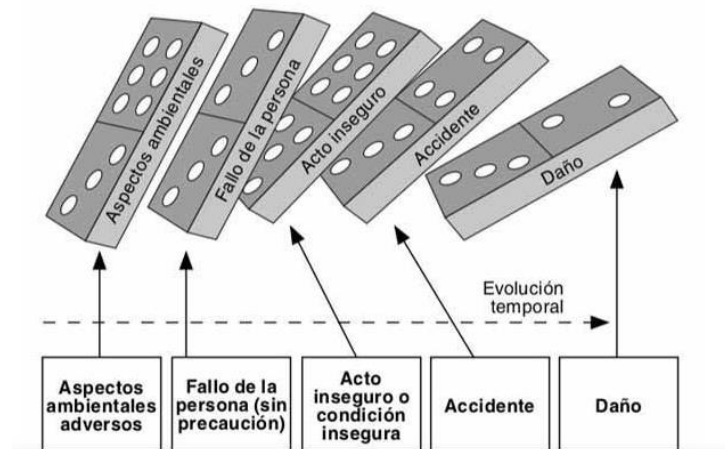 Aspectos ambientales
Fallo de la persona
Acto inseguro
Accidente
Daño
Evolución
temporal
Aspectos
ambientales
adversos
Fallo de la
persona (sin
precaución)
Acto
inseguro o
condición
insegura
Accidente
Daño